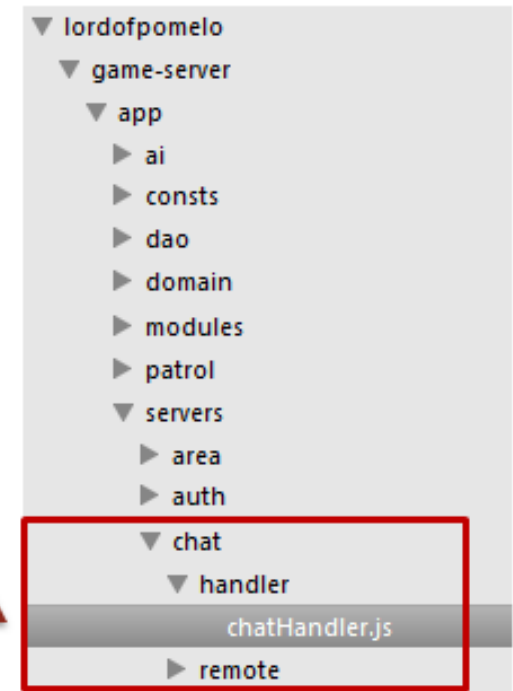 lordofpomelo
game-server
app
ai
consts
dao
domain
modules
patrol
servers
area
auth
chat
handler
chatHandler.js
remote